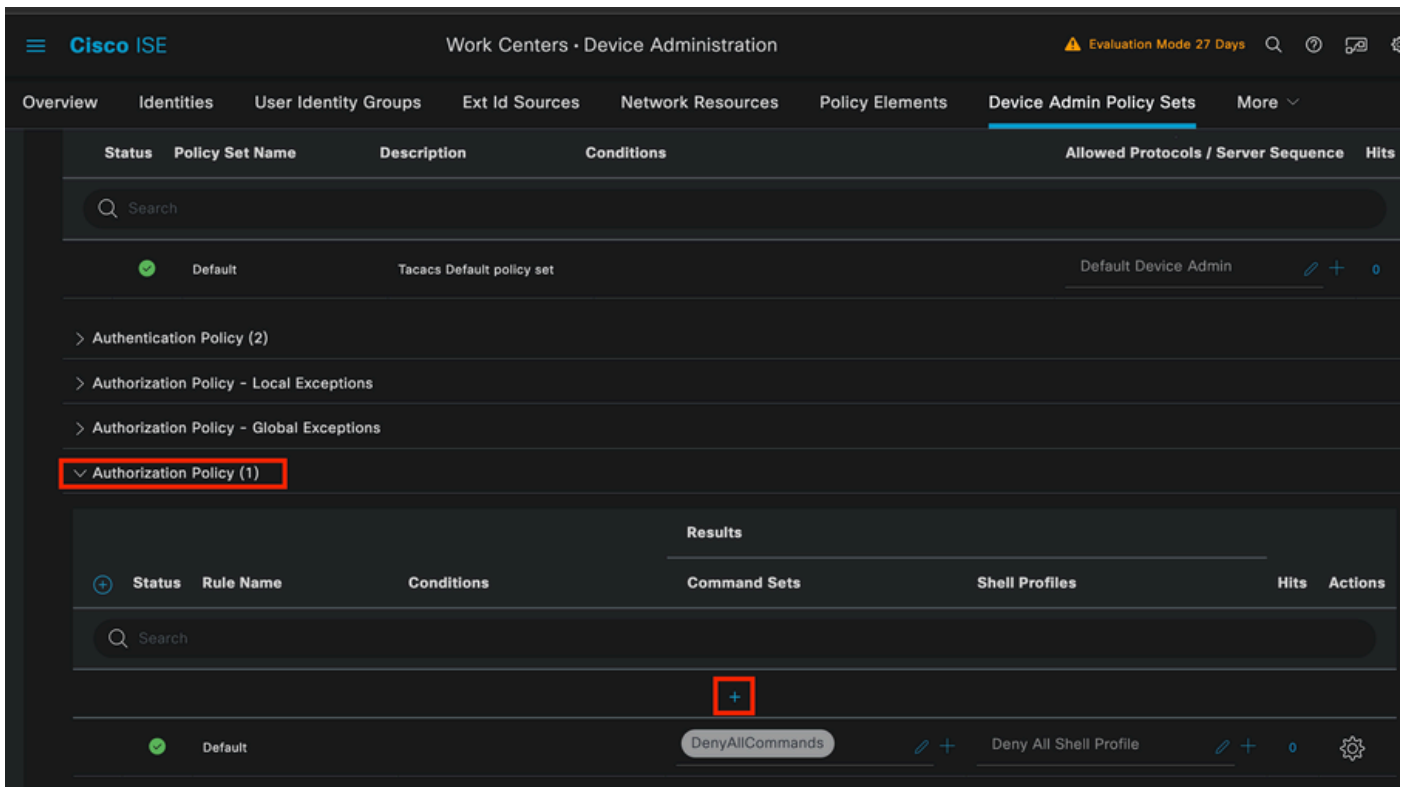 Cisco ISE Work Centers · Device Administration Evaluation Mode 27 Days
Overview Identities User Identity Groups Ext Id Sources Network Resources Policy Elements Device Admin Policy Sets More
Status Policy Set Name Description Conditions Allowed Protocols / Server Sequence Hits
Search
Default Tacacs Default policy set Default Device Admin 0
Authentication Policy (2)
Authorization Policy - Local Exceptions
Authorization Policy - Global Exceptions
Authorization Policy (1)
Results
Status Rule Name Conditions Command Sets Shell Profiles Hits Actions
Search
+
Default DenyAllCommands Deny All Shell Profile 0